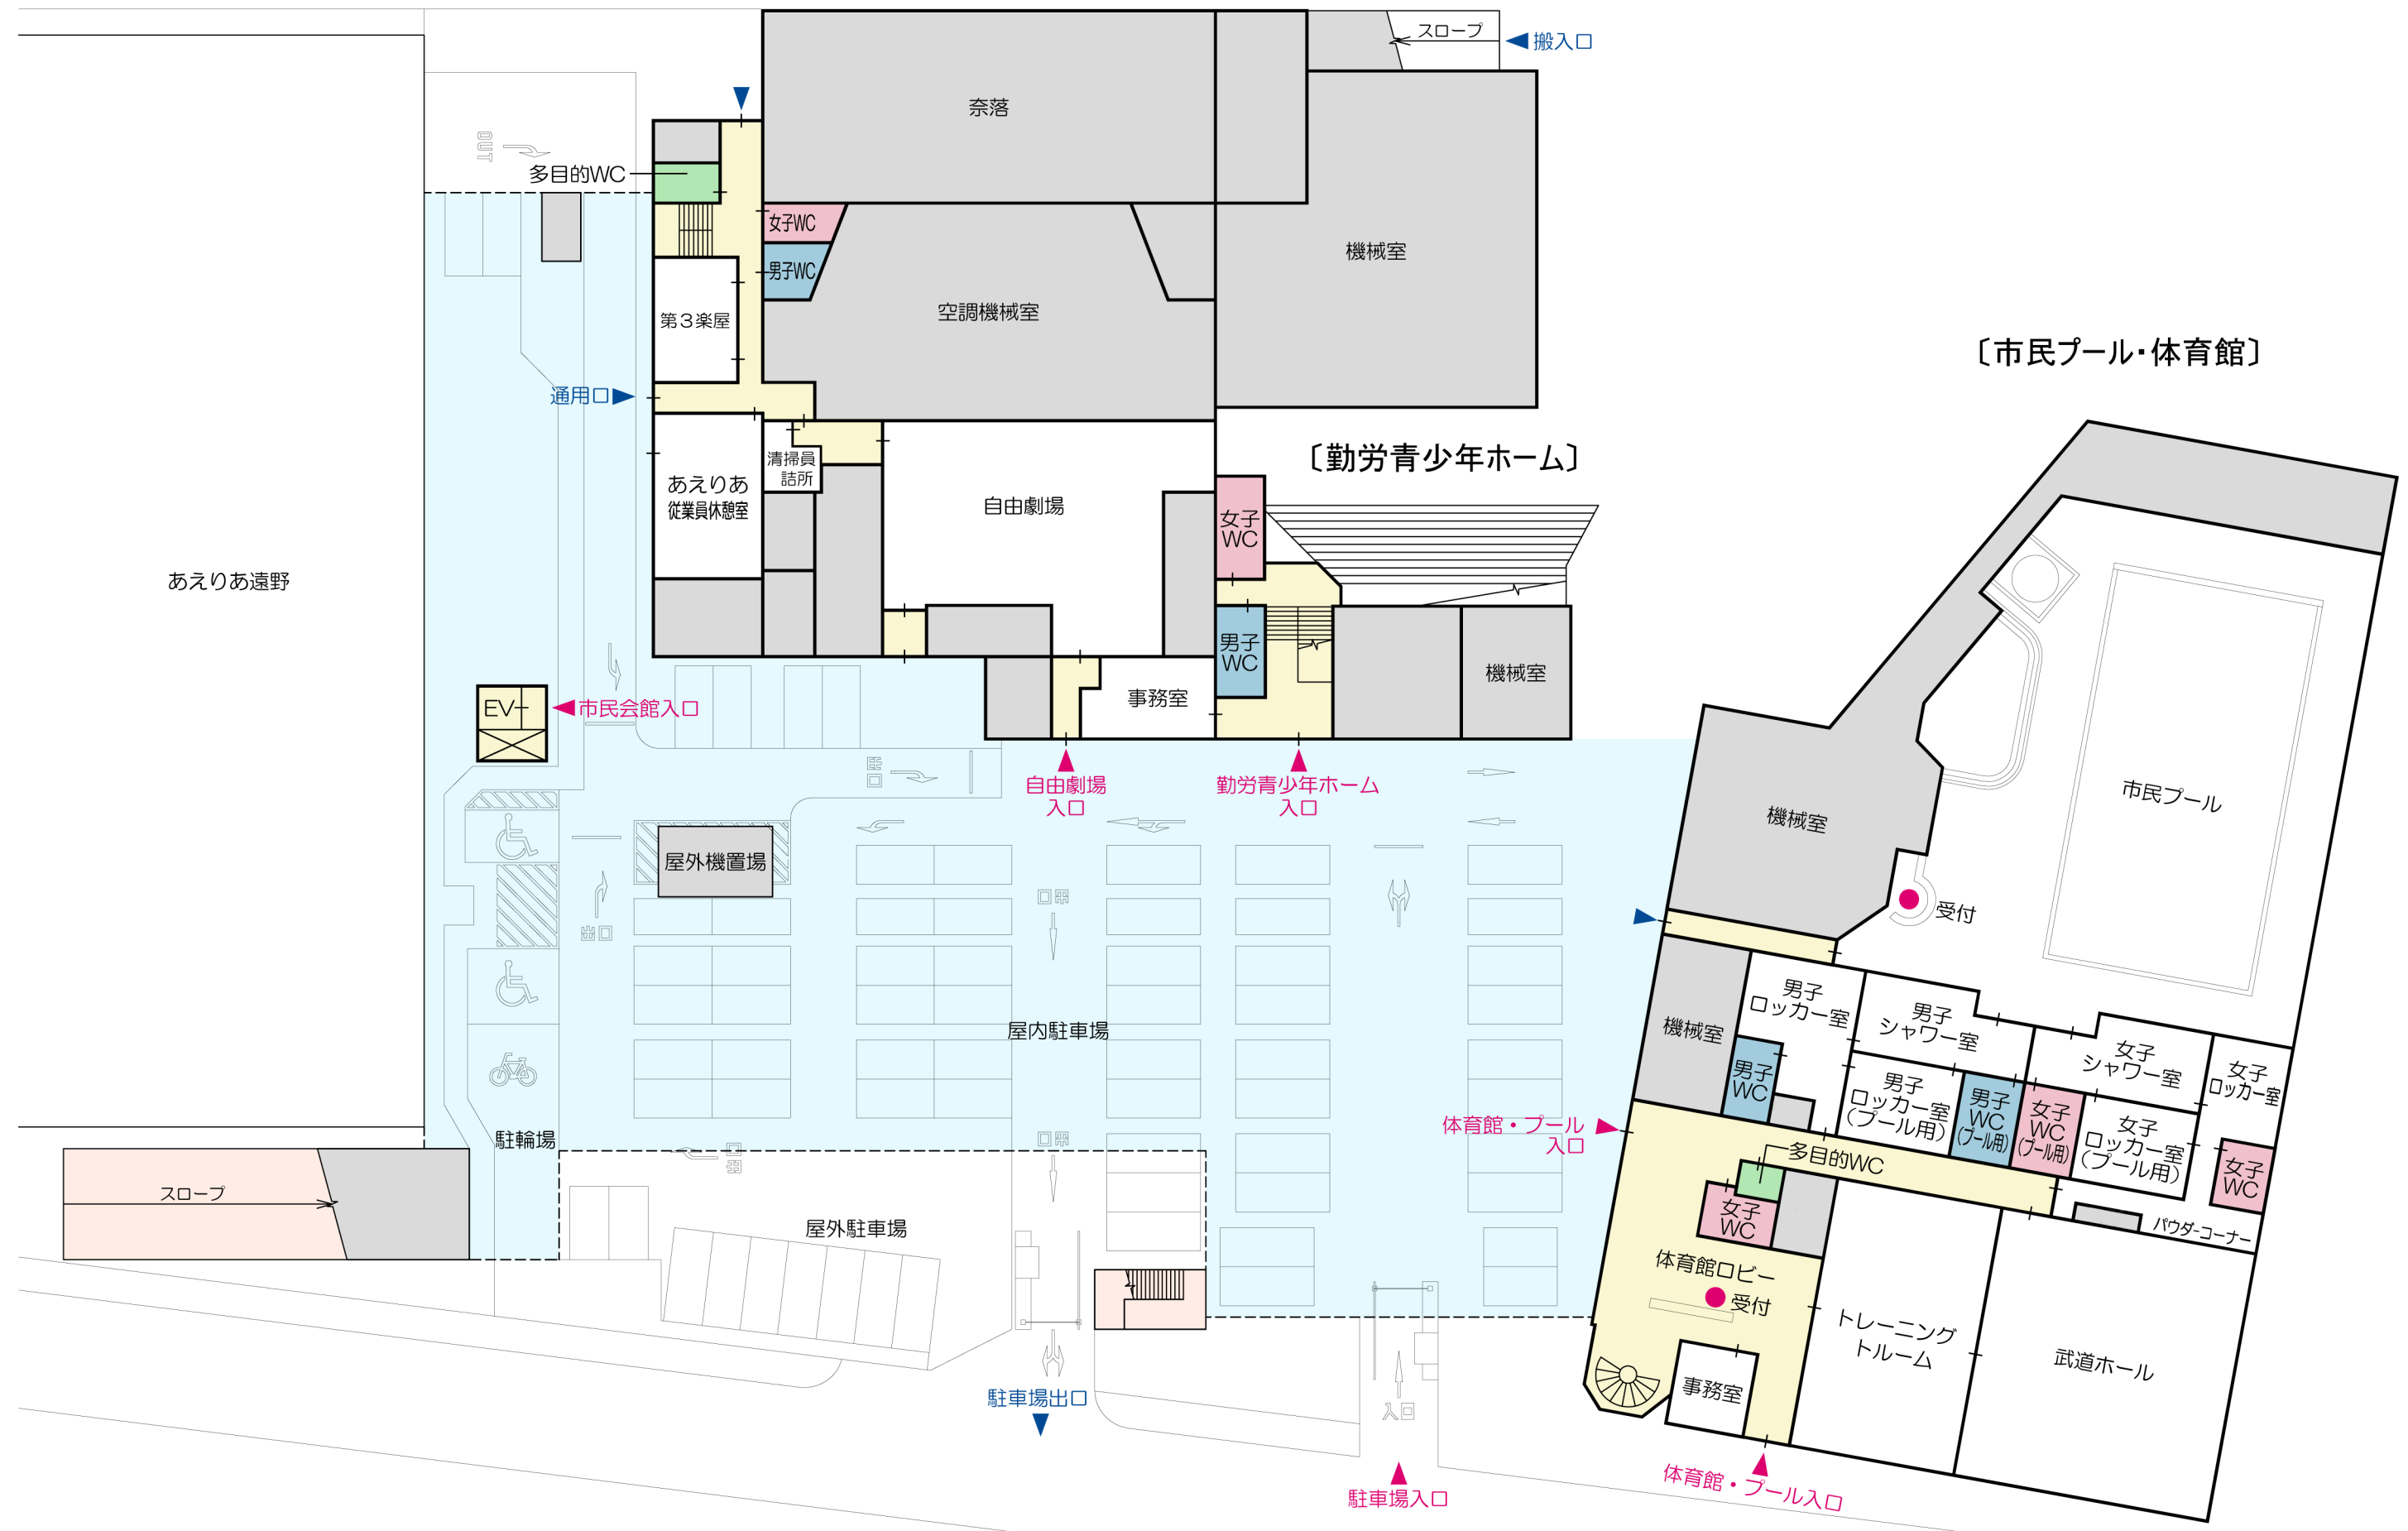 スロープ
搬入口
奈落
OUT
多目的WC
女子WC
男子WC
機械室
空調機械室
第3楽屋
〔市民プール・体育館〕
通用口
〔勤労青少年ホーム〕
清掃員
詰所
あえりあ
従業員休憩室
自由劇場
女子
WC
あえりあ遠野
男子
WC
機械室
事務室
EV
市民会館入口
自由劇場
入口
勤労青少年ホーム
入口
出口
市民プール
機械室
屋外機置場
受付
出口
出口
男子
ロッカー室
男子
シャワー室
機械室
屋内駐車場
女子
シャワー室
女子
ロッカー室
男子
WC
男子
ロッカー室
(プール用)
男子
WC
(プール用)
女子
WC
(プール用)
女子
ロッカー室
(プール用)
体育館・プール
入口
駐輪場
出口
出口
多目的WC
女子
WC
女子
WC
スロープ
屋外駐車場
パウダーコーナー
体育館ロビー
受付
トレーニング
トルーム
武道ホール
事務室
駐車場出口
入口
駐車場入口
体育館・プール入口